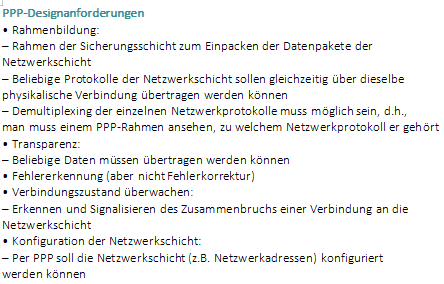 PPP-Designanforderungen
• Rahmenbildung:
– Rahmen der Sicherungsschicht zum Einpacken der Datenpakete der
Netzwerkschicht
– Beliebige Protokolle der Netzwerkschicht sollen gleichzeitig über dieselbe
physikalische Verbindung übertragen werden können
– Demultiplexing der einzelnen Netzwerkprotokolle muss möglich sein, d.h.,
man muss einem PPP-Rahmen ansehen, zu welchem Netzwerkprotokoll er gehört
• Transparenz:
– Beliebige Daten müssen übertragen werden können
• Fehlererkennung (aber nicht Fehlerkorrektur)
• Verbindungszustand überwachen:
– Erkennen und Signalisieren des Zusammenbruchs einer Verbindung an die
Netzwerkschicht
• Konfiguration der Netzwerkschicht:
– Per PPP soll die Netzwerkschicht (z.B. Netzwerkadressen) konfiguriert
werden können